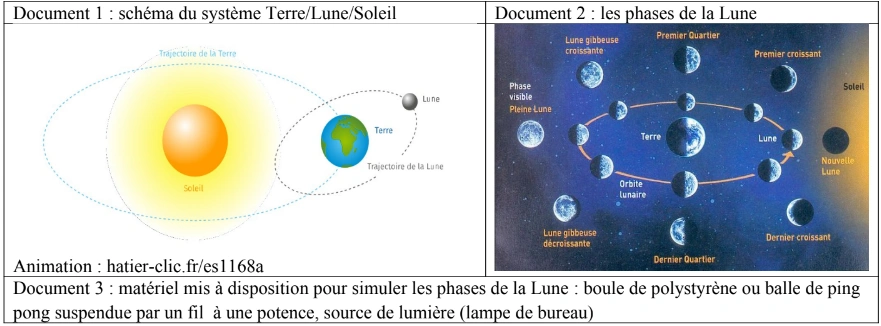 Document 1 : schéma du système Terre/Lune/Soleil
Trajectoire de la Terre
Lune
Terre
Trajectoire de la Lune
Soleil
Animation : hatier-clic.fr/es1168a
Document 2 : les phases de la Lune
Lune gibbeuse
croissante
Premier Quartier
Premier croissant
Soleil
Phase
visible
Pleine Lune
Terre
Lune
Nouvelle
Lune
Orbite
lunaire
Lune gibbeuse
décroissante
Dernier Quartier
Dernier croissant
Document 3 : matériel mis à disposition pour simuler les phases de la Lune : boule de polystyrène ou balle de ping
pong suspendue par un fil à une potence, source de lumière (lampe de bureau)